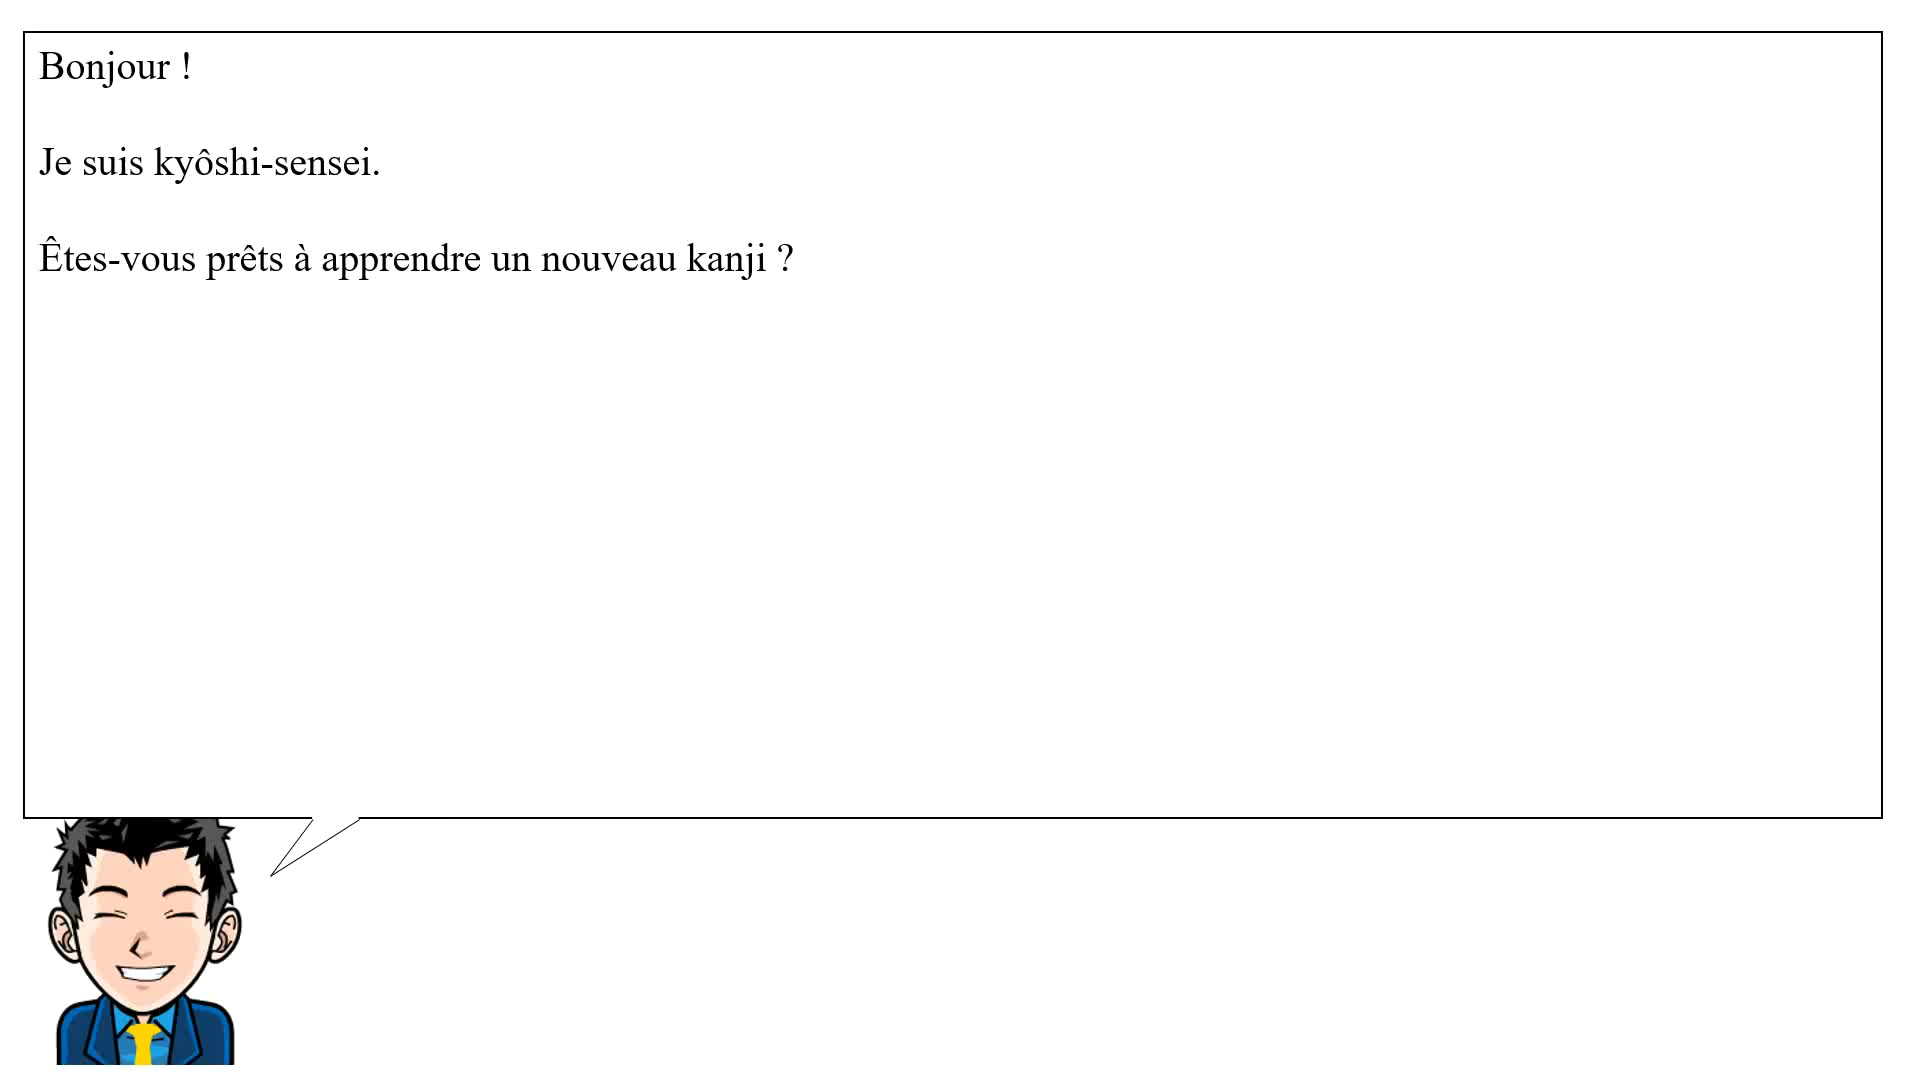 Bonjour !
Je suis kyôshi-sensei.
Êtes-vous prêts à apprendre un nouveau kanji ?